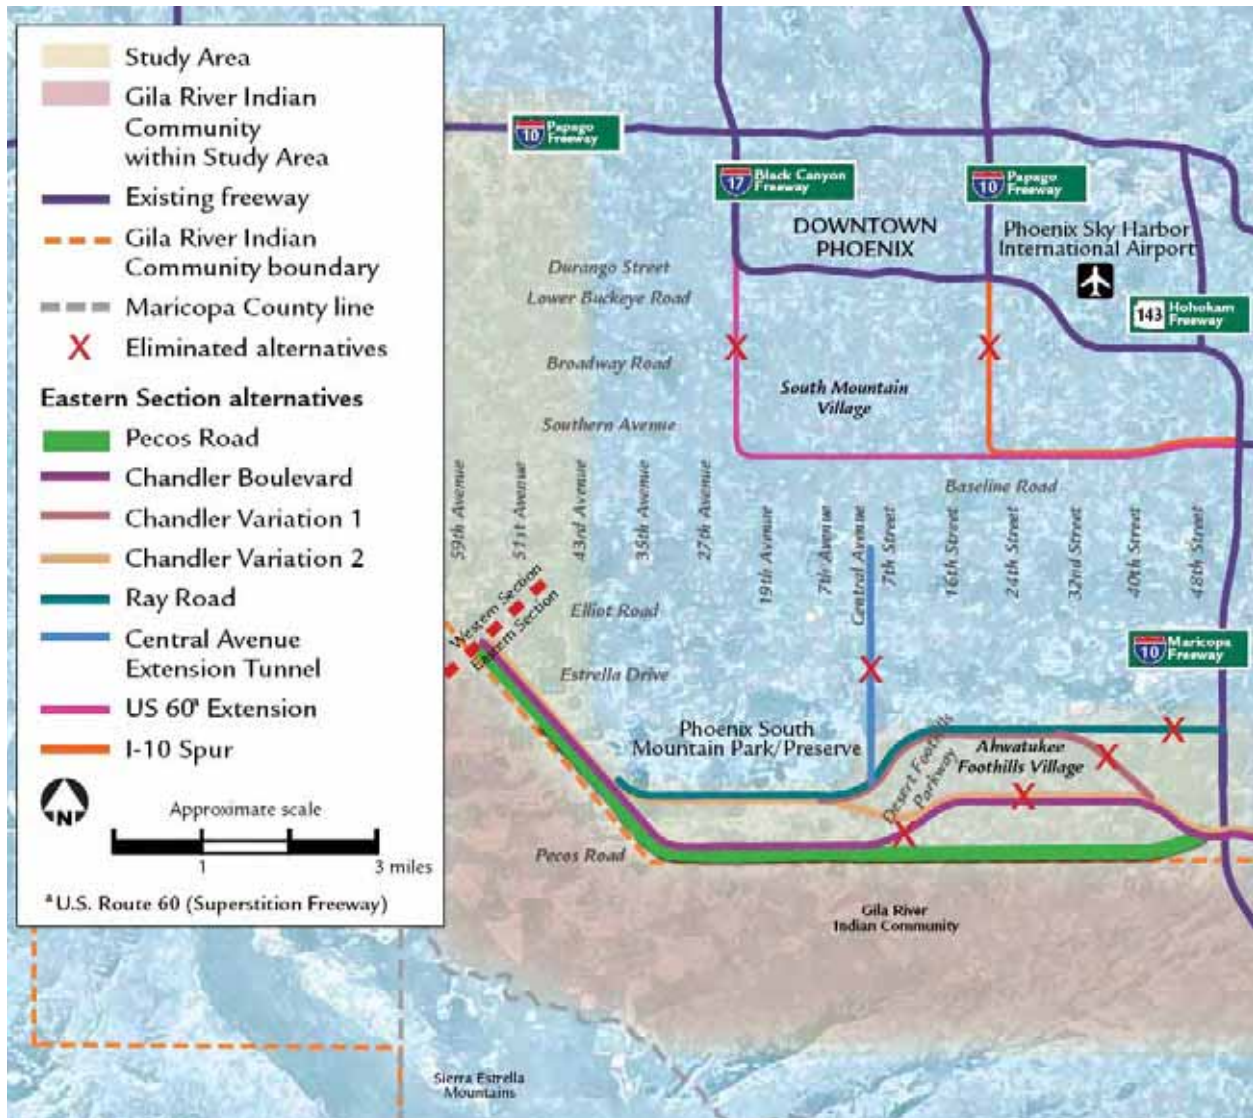 Study Area
Gila River Indian
Community
within Study Area
Existing freeway
Gila River Indian
Community boundary
Maricopa County line
X Eliminated alternatives
Eastern Section alternatives
Pecos Road
Chandler Boulevard
Chandler Variation 1
Chandler Variation 2
Ray Road
Central Avenue
Extension Tunnel
US 60ª Extension
I-10 Spur
N
Approximate scale
1
3 miles
ªU.S. Route 60 (Superstition Freeway)
10 Papago
Freeway
17 Black Canyon
Freeway
10 Papago
Freeway
DOWNTOWN
PHOENIX
Phoenix Sky Harbor
International Airport
143 Hohokam
Freeway
Durango Street
Lower Buckeye Road
Broadway Road
Southern Avenue
South Mountain
Village
Baseline Road
59th Avenue
51st Avenue
43rd Avenue
35th Avenue
27th Avenue
19th Avenue
7th Avenue
Central Avenue
7th Street
16th Street
24th Street
32nd Street
40th Street
48th Street
Western Section
Eastern Section
Elliot Road
Estrella Drive
10 Maricopa
Freeway
Phoenix South
Mountain Park/Preserve
Desert Foothills
Parkway
Ahwatukee
Foothills Village
Pecos Road
Gila River
Indian Community
Sierra Estrella
Mountains